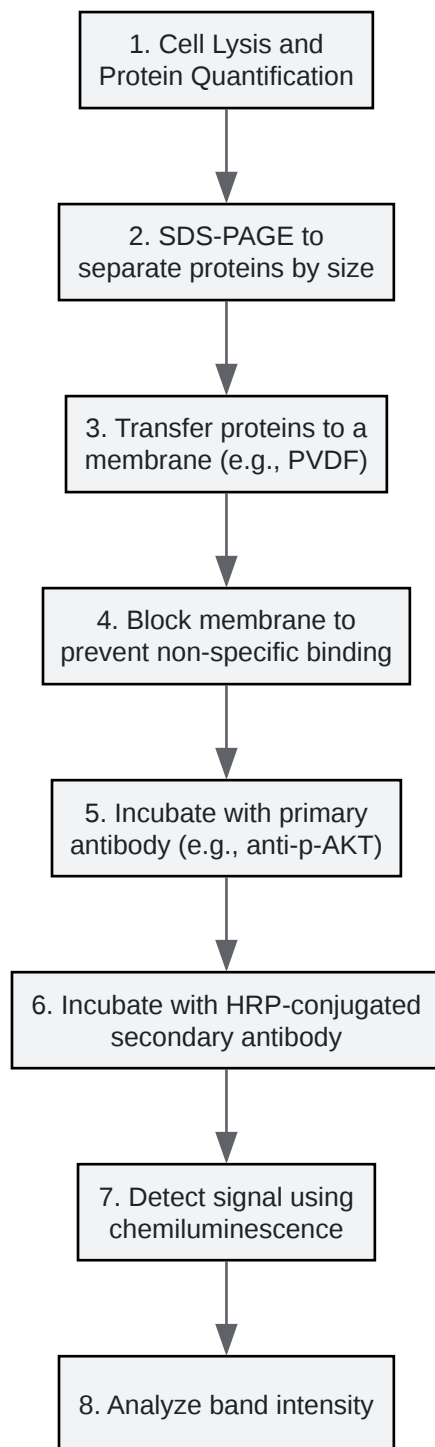 1. Cell Lysis and
Protein Quantification
2. SDS-PAGE to
separate proteins by size
3. Transfer proteins to a
membrane (e.g., PVDF)
4. Block membrane to
prevent non-specific binding
5. Incubate with primary
antibody (e.g., anti-p-AKT)
6. Incubate with HRP-conjugated
secondary antibody
7. Detect signal using
chemiluminescence
8. Analyze band intensity